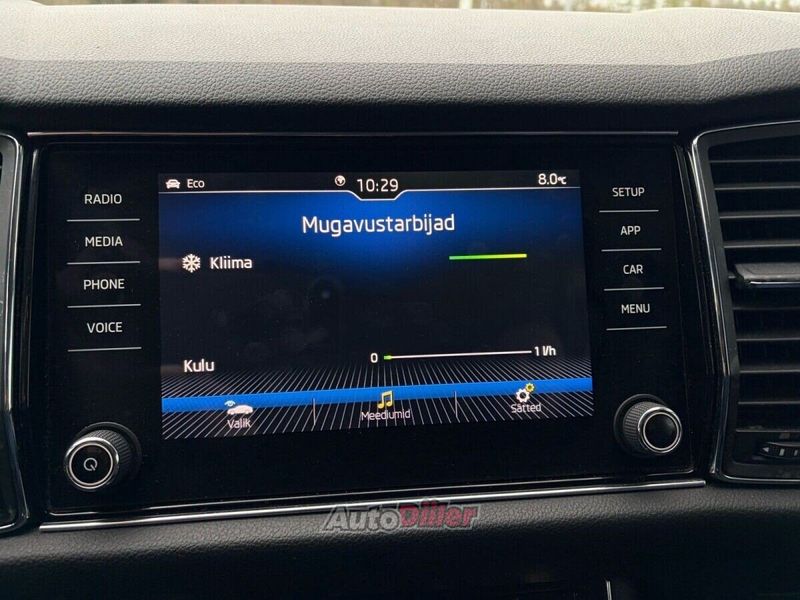 RADIO
MEDIA
PHONE
VOICE
Eco
10:29
8.0°C
Mugavustarbijad
Kliima
Kulu
0
1 l/h
Valik
Meediumid
Sätted
SETUP
APP
CAR
MENU
AutoDiller